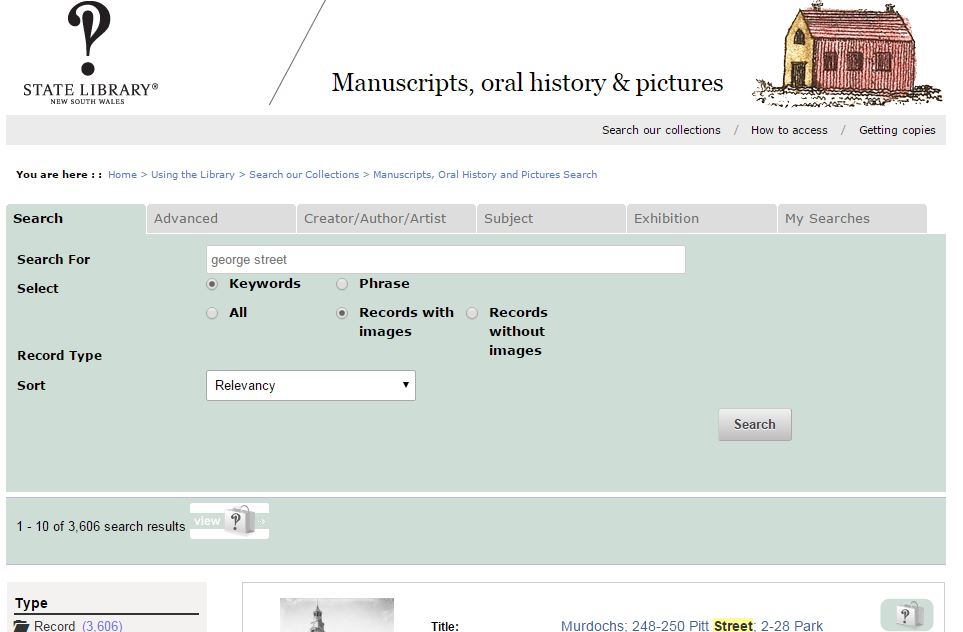 STATE LIBRARY®
NEW SOUTH WALES
Manuscripts, oral history & pictures
Search our collections / How to access / Getting copies
You are here : : Home > Using the Library > Search our Collections > Manuscripts, Oral History and Pictures Search
Search Advanced Creator/Author/Artist Subject Exhibition My Searches
Search For george street
Select Keywords Phrase
All Records with images Records without images
Record Type
Sort Relevancy
Search
1 - 10 of 3,606 search results view
Type
Record (3,606)
Title: Murdochs; 248-250 Pitt Street; 2-28 Park